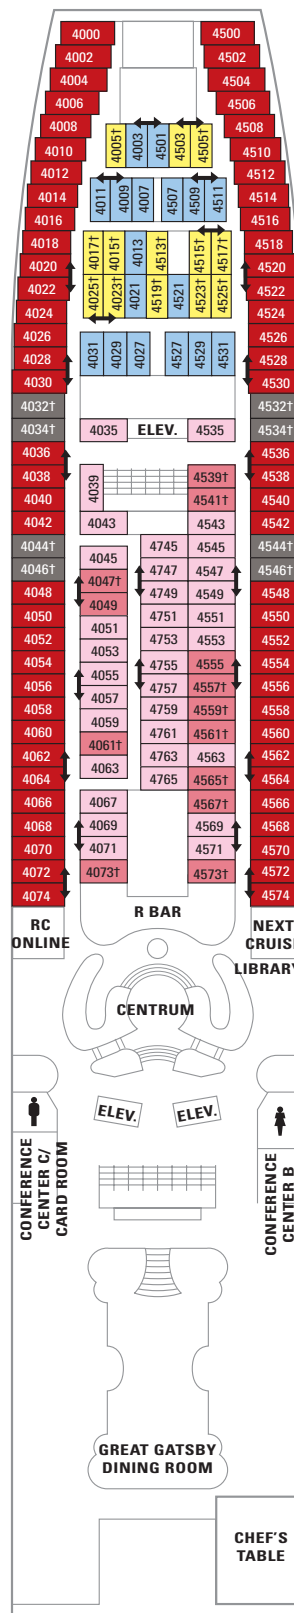 4000 4500
4002 4502
4004 4504
4006 4506
4008 4005† 4003 4501 4503 4505† 4508
4010 4510
4012 4512
4014 4011 4009 4007 4507 4509 4511 4514
4016 4516
4018 4017† 4015† 4013 4513† 4515† 4517† 4518
4020 4520
4022 4025† 4023† 4021 4519† 4521 4523† 4525† 4522
4024 4524
4026 4526
4028 4031 4029 4027 4527 4529 4531 4528
4030 4530
4032† 4532†
4034† 4035 ELEV. 4535 4534†
4036 4536
4038 4039 4539† 4538
4040 4541† 4540
4042 4043 4543 4542
4044† 4045 4745 4545 4544†
4046† 4047† 4747 4547 4546†
4048 4049 4749 4549 4548
4050 4051 4751 4551 4550
4052 4053 4753 4553 4552
4054 4055 4755 4555 4554
4056 4057 4757 4557† 4556
4058 4059 4759 4559† 4558
4060 4061† 4761 4561† 4560
4062 4063 4763 4563 4562
4064 4765 4565† 4564
4066 4067 4567† 4566
4068 4069 4569 4568
4070 4071 4571 4570
4072 4073† 4573† 4572
4074 4574
RC
ONLINE
R BAR
NEXT
CRUISE
LIBRARY
CENTRUM
ELEV. ELEV.
CONFERENCE
CENTER C/
CARD ROOM
CONFERENCE
CENTER B
GREAT GATSBY
DINING ROOM
CHEF'S
TABLE